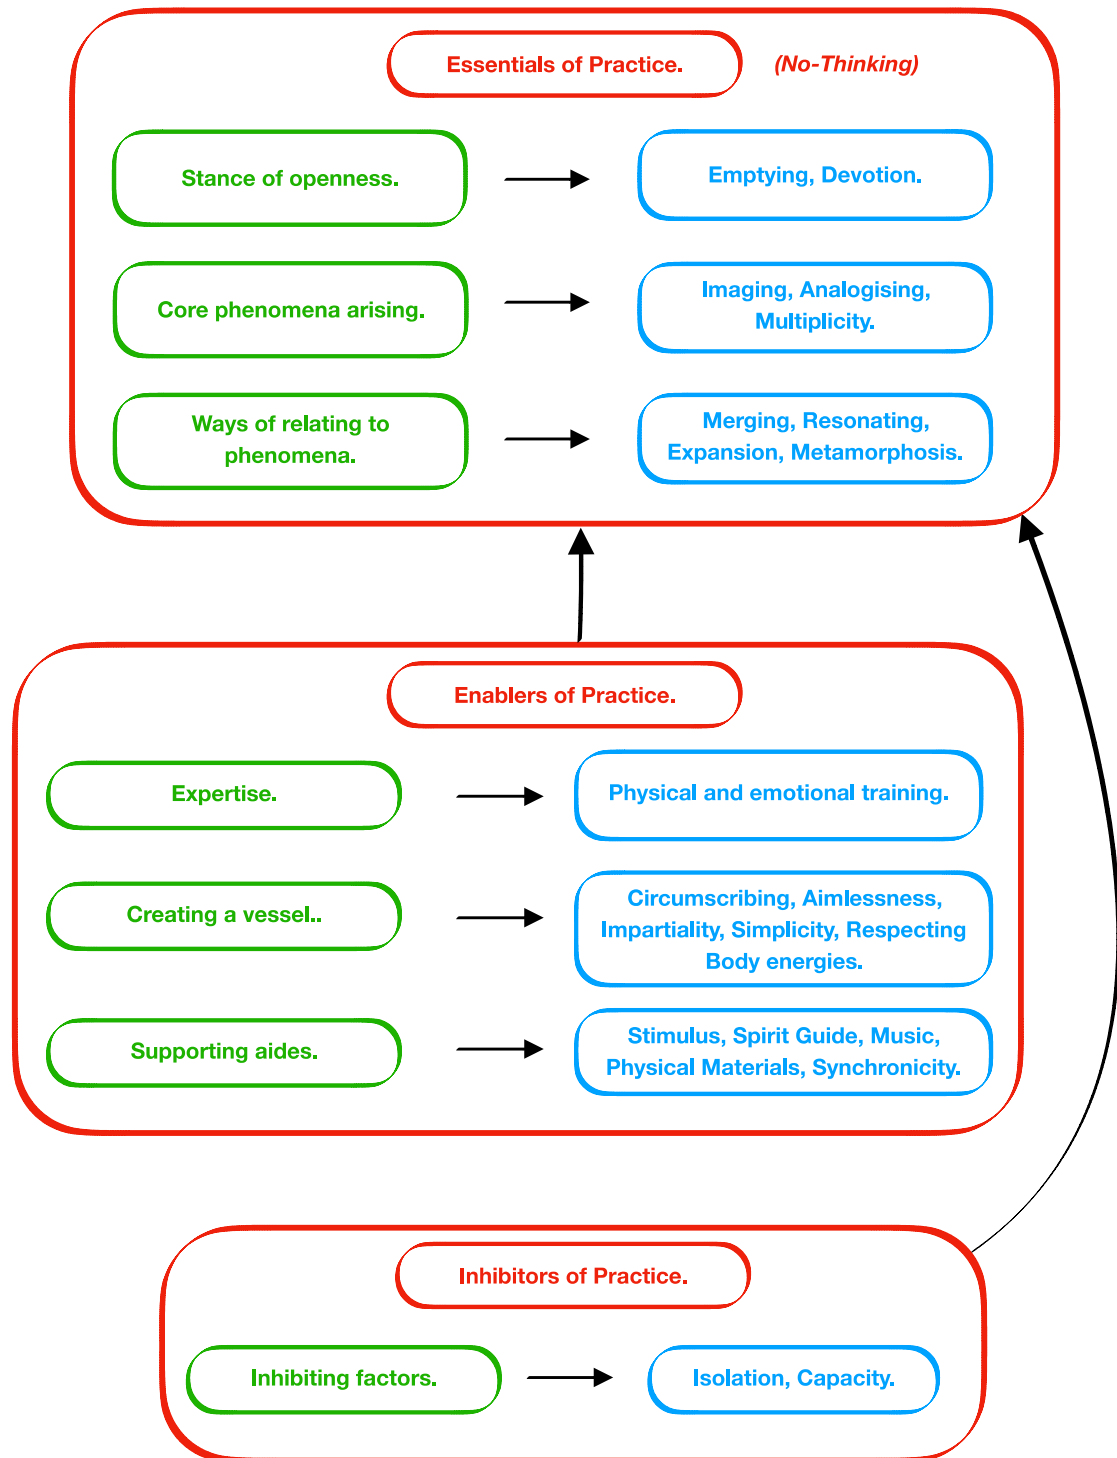 Essentials of Practice.
(No-Thinking)
Stance of openness.
Emptying, Devotion.
Core phenomena arising.
Imaging, Analogising,
Multiplicity.
Ways of relating to
phenomena.
Merging, Resonating,
Expansion, Metamorphosis.
Enablers of Practice.
Expertise.
Physical and emotional training.
Creating a vessel..
Circumscribing, Aimlessness,
Impartiality, Simplicity, Respecting
Body energies.
Supporting aides.
Stimulus, Spirit Guide, Music,
Physical Materials, Synchronicity.
Inhibitors of Practice.
Inhibiting factors.
Isolation, Capacity.